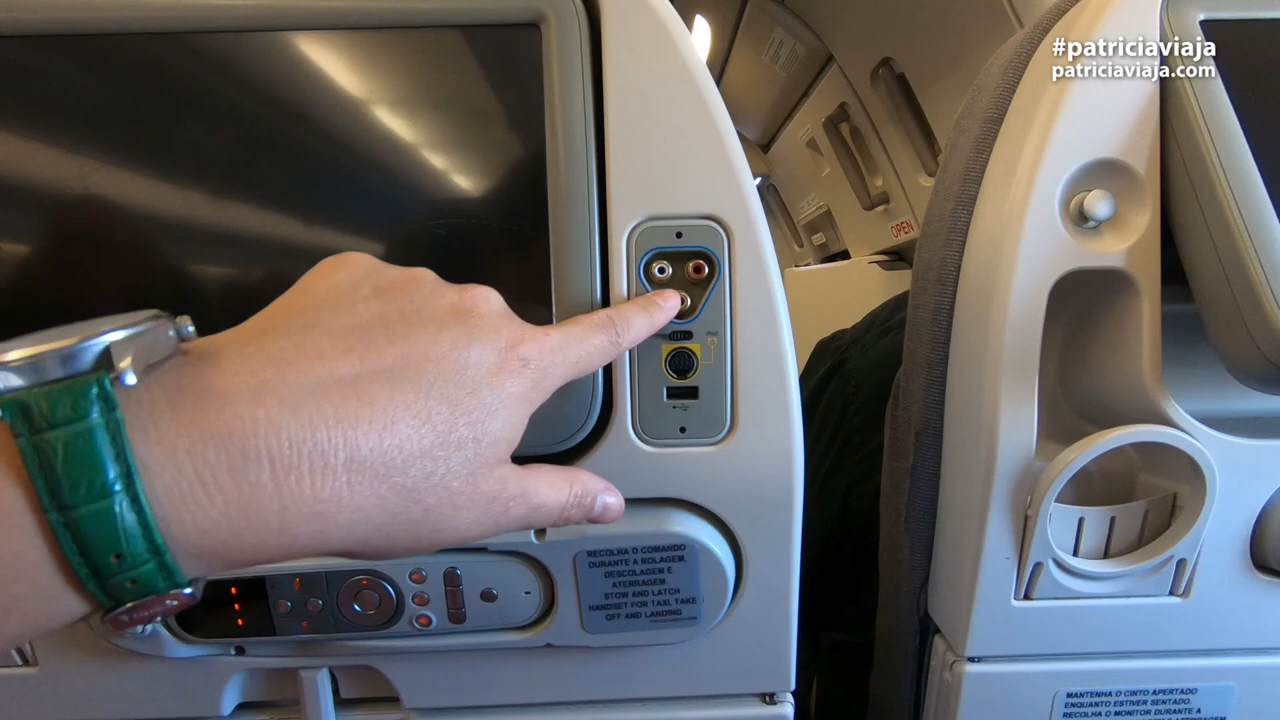 #patriciaviaja
patriciaviaja.com
OPEN
iPod
RECOLHA O COMANDO
DURANTE A ROLAGEM,
DESCOLAGEM E
ATERRAGEM.
STOW AND LATCH
HANDSET FOR TAXI, TAKE
OFF AND LANDING
MANTENHA O CINTO APERTADO
ENQUANTO ESTIVER SENTADO.
RECOLHA O MONITOR DURANTE A